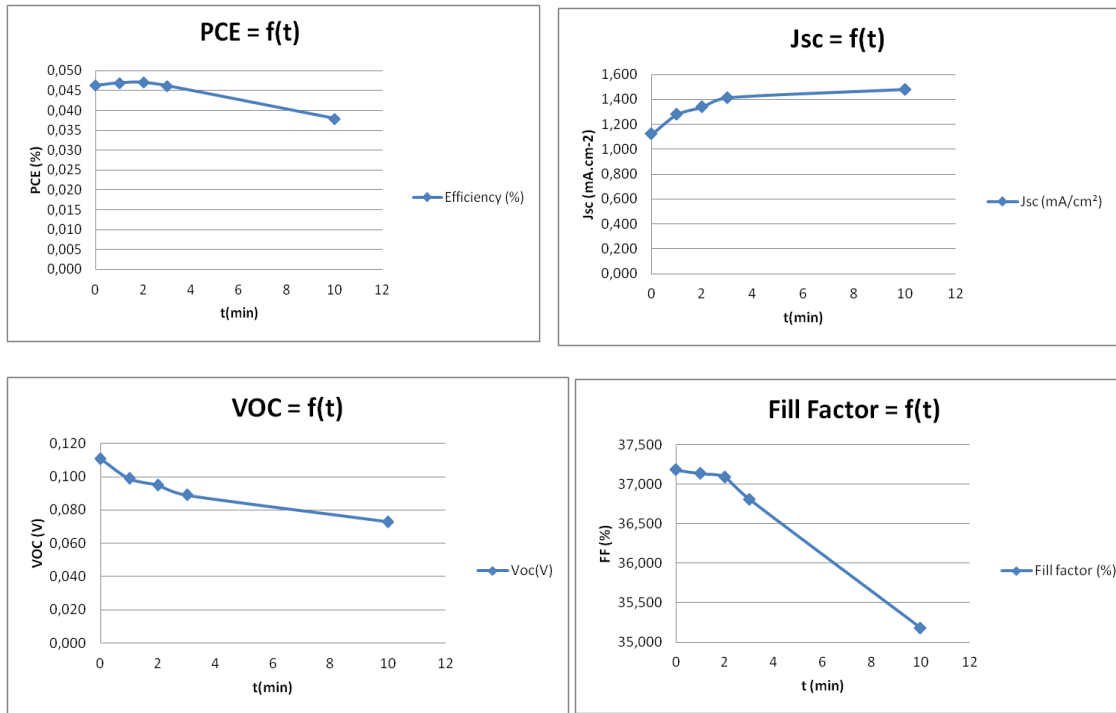 PCE = f(t)
0,050
0,045
0,040
0,035
0,030
0,025
0,020
0,015
0,010
0,005
0,000
PCE (%)
0 2 4 6 8 10 12
t(min)
Efficiency (%)
Jsc = f(t)
1,600
1,400
1,200
1,000
0,800
0,600
0,400
0,200
0,000
Jsc (mA.cm-2)
0 2 4 6 8 10 12
t(min)
Jsc (mA/cm²)
VOC = f(t)
0,120
0,100
0,080
0,060
0,040
0,020
0,000
VOC (V)
0 2 4 6 8 10 12
t(min)
Voc(V)
Fill Factor = f(t)
37,500
37,000
36,500
36,000
35,500
35,000
FF (%)
0 2 4 6 8 10 12
t (min)
Fill factor (%)